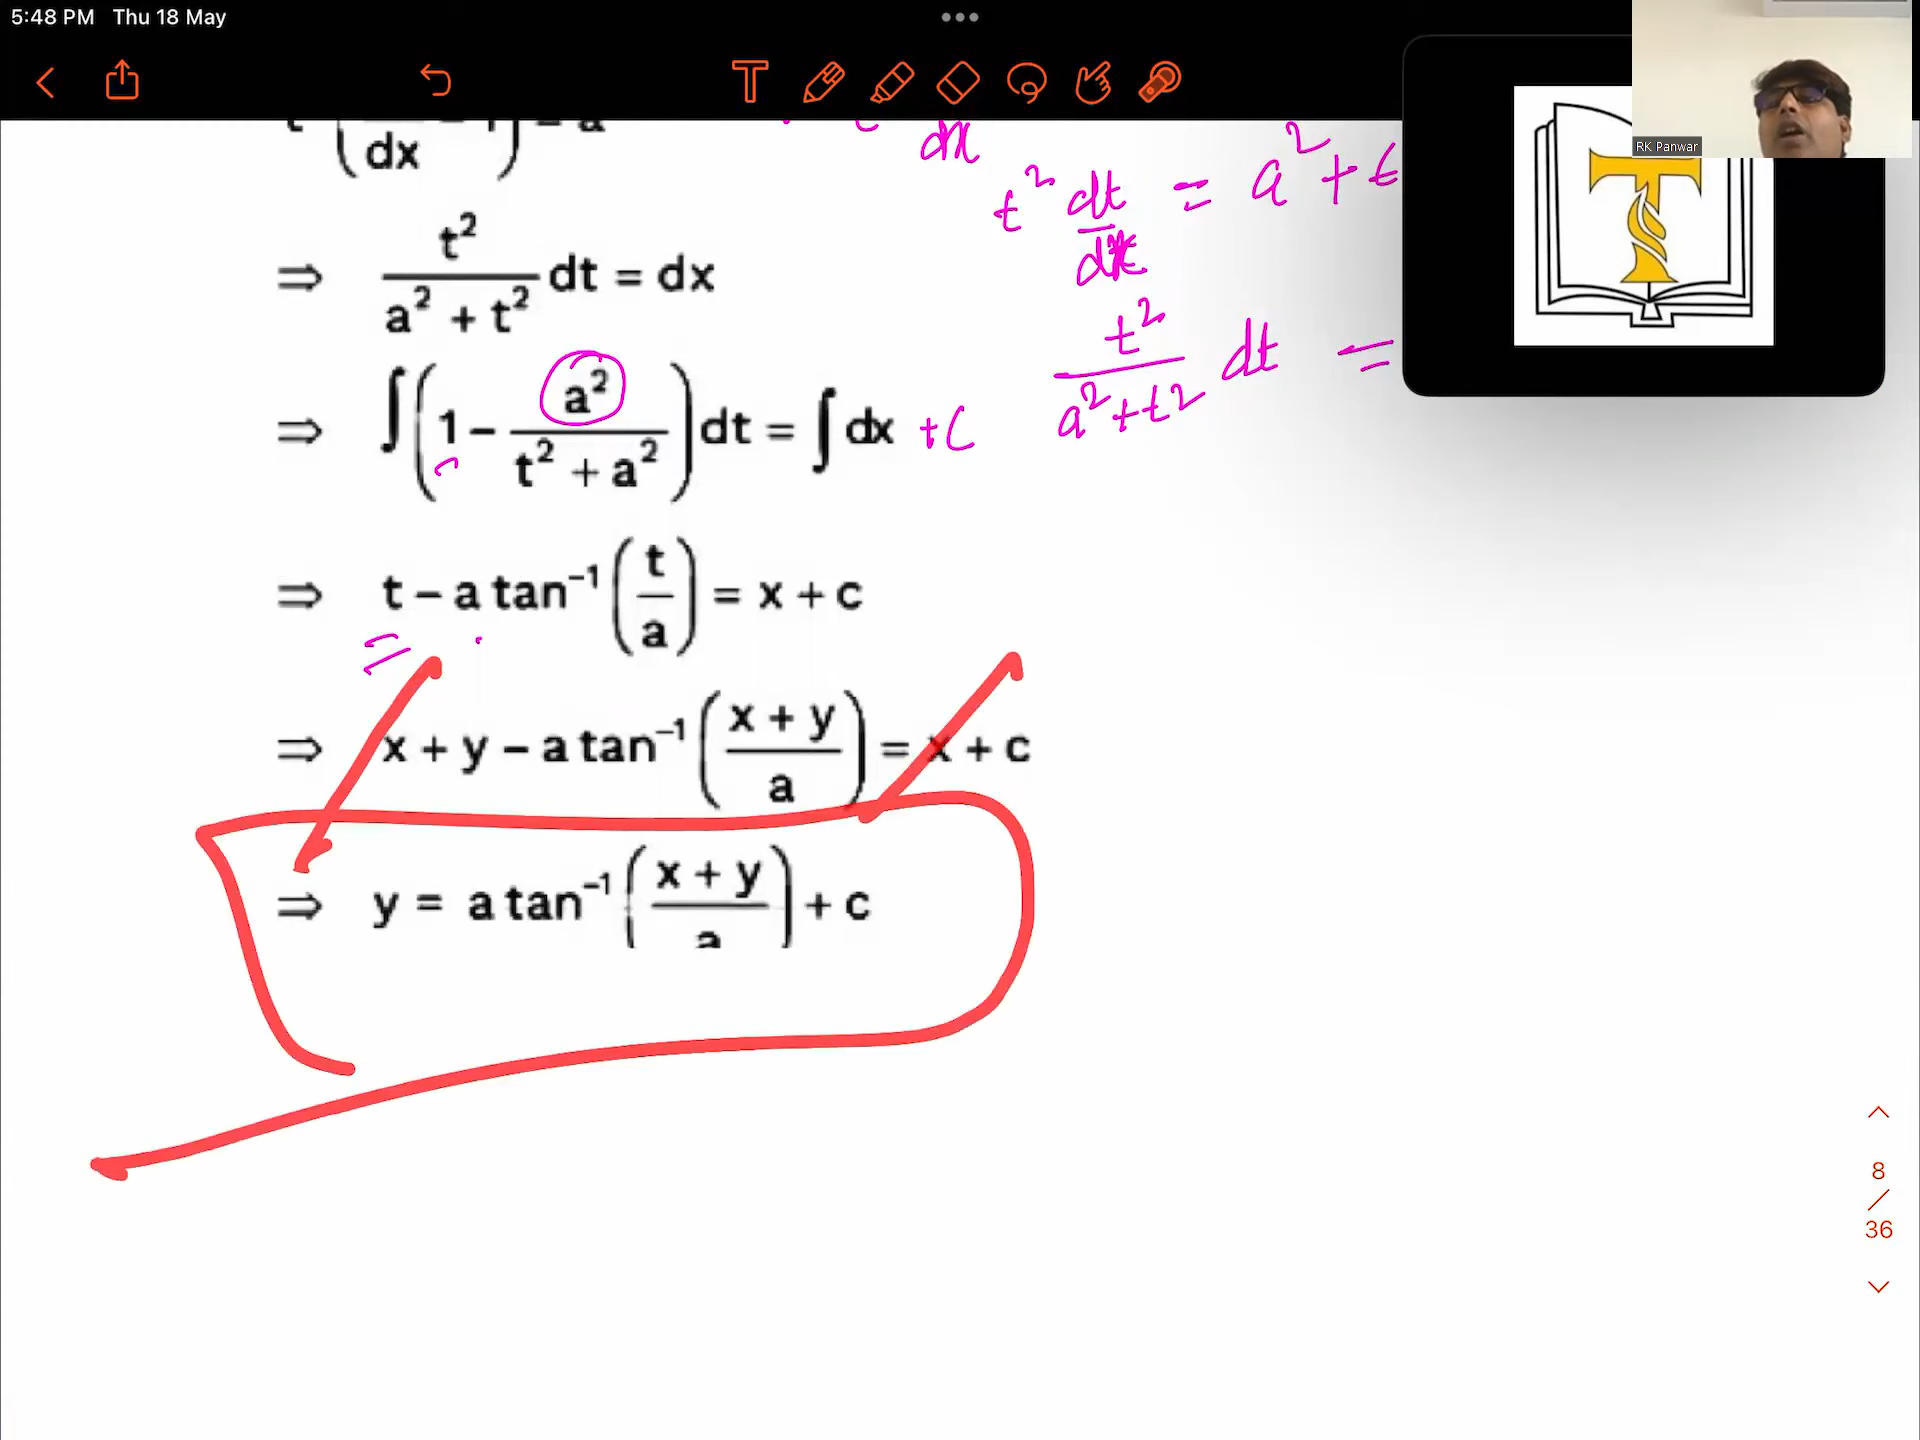 5:48 PM Thu 18 May
RK Panwar
dx
dx
t² dt/dx = a² + t
⇒ t²/(a² + t²) dt = dx
t²/(a²+t²) dt =
⇒ ∫(1 − a²/(t² + a²)) dt = ∫dx +C
⇒ t − a tan⁻¹(t/a) = x + c
⇒ x + y − a tan⁻¹((x + y)/a) = x + c
⇒ y = a tan⁻¹((x + y)/a) + c
8
/
36